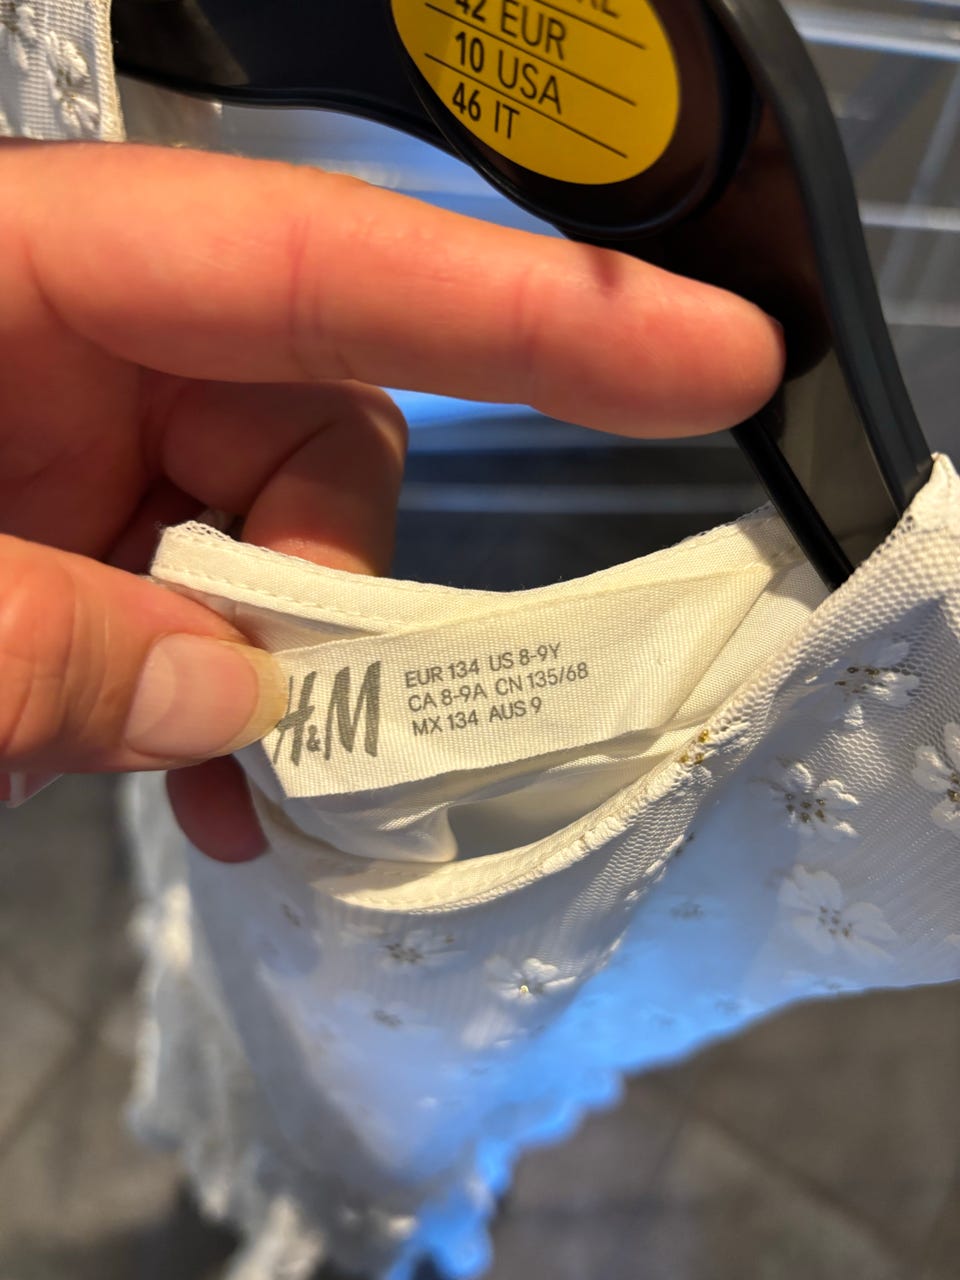 42 EUR
10 USA
46 IT
H&M
EUR 134 US 8-9Y
CA 8-9A CN 135/68
MX 134 AUS 9